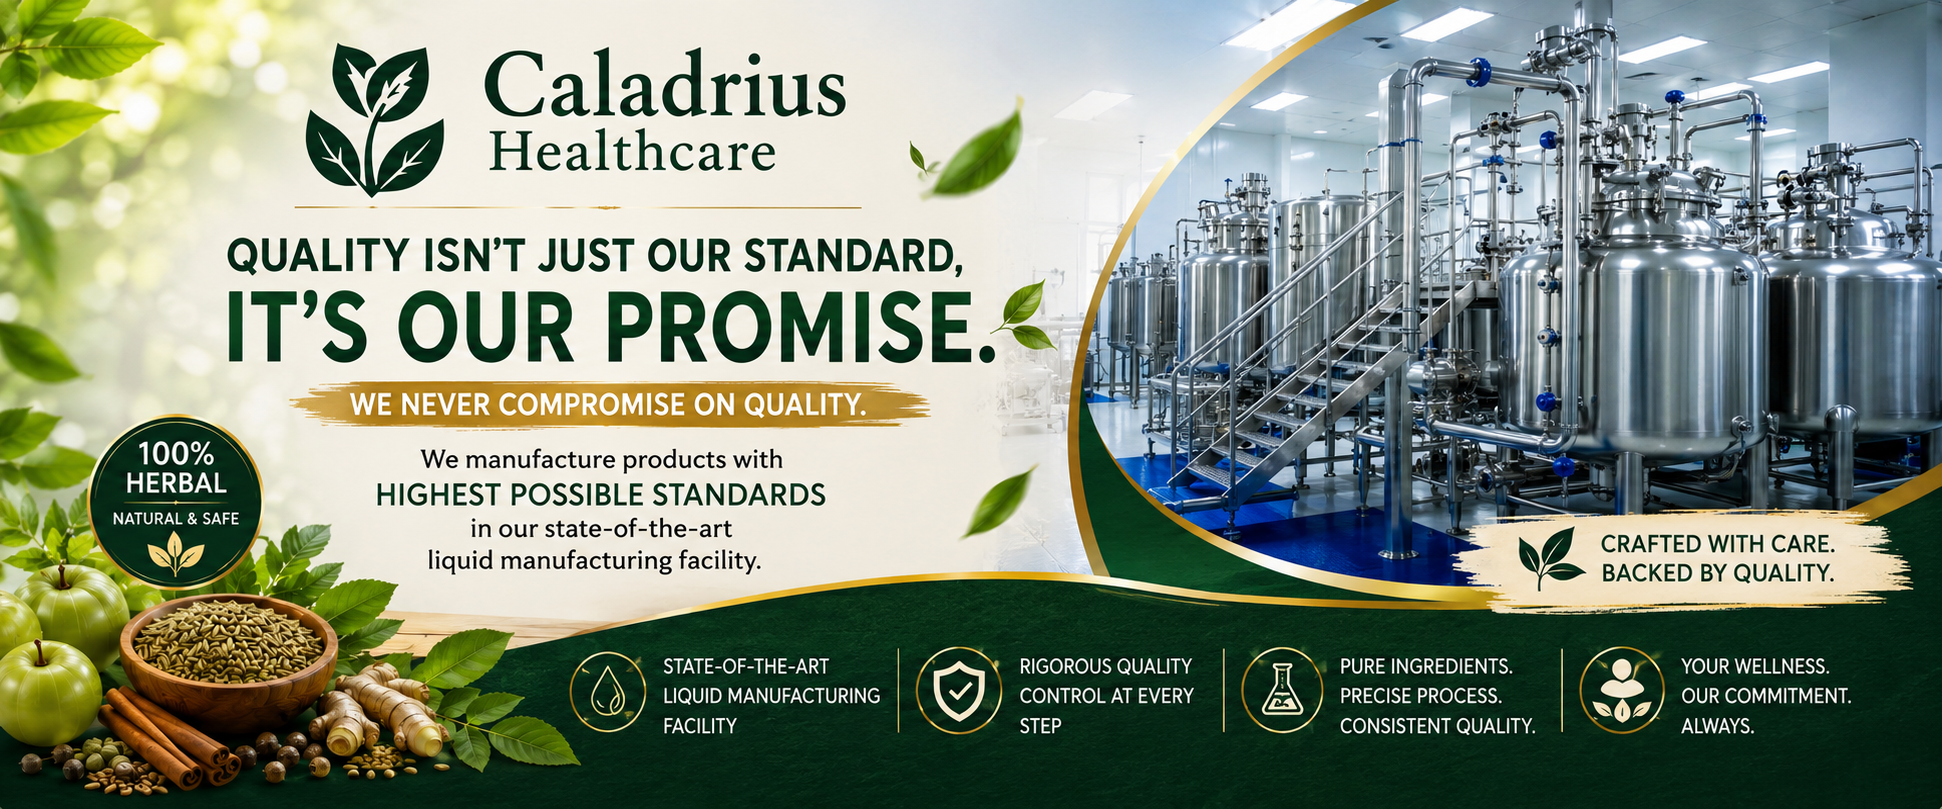 Caladrius
Healthcare
QUALITY ISN'T JUST OUR STANDARD,
IT'S OUR PROMISE.
WE NEVER COMPROMISE ON QUALITY.
We manufacture products with
HIGHEST POSSIBLE STANDARDS
in our state-of-the-art
liquid manufacturing facility.
100%
HERBAL
NATURAL & SAFE
CRAFTED WITH CARE.
BACKED BY QUALITY.
STATE-OF-THE-ART
LIQUID MANUFACTURING
FACILITY
RIGOROUS QUALITY
CONTROL AT EVERY
STEP
PURE INGREDIENTS.
PRECISE PROCESS.
CONSISTENT QUALITY.
YOUR WELLNESS.
OUR COMMITMENT.
ALWAYS.